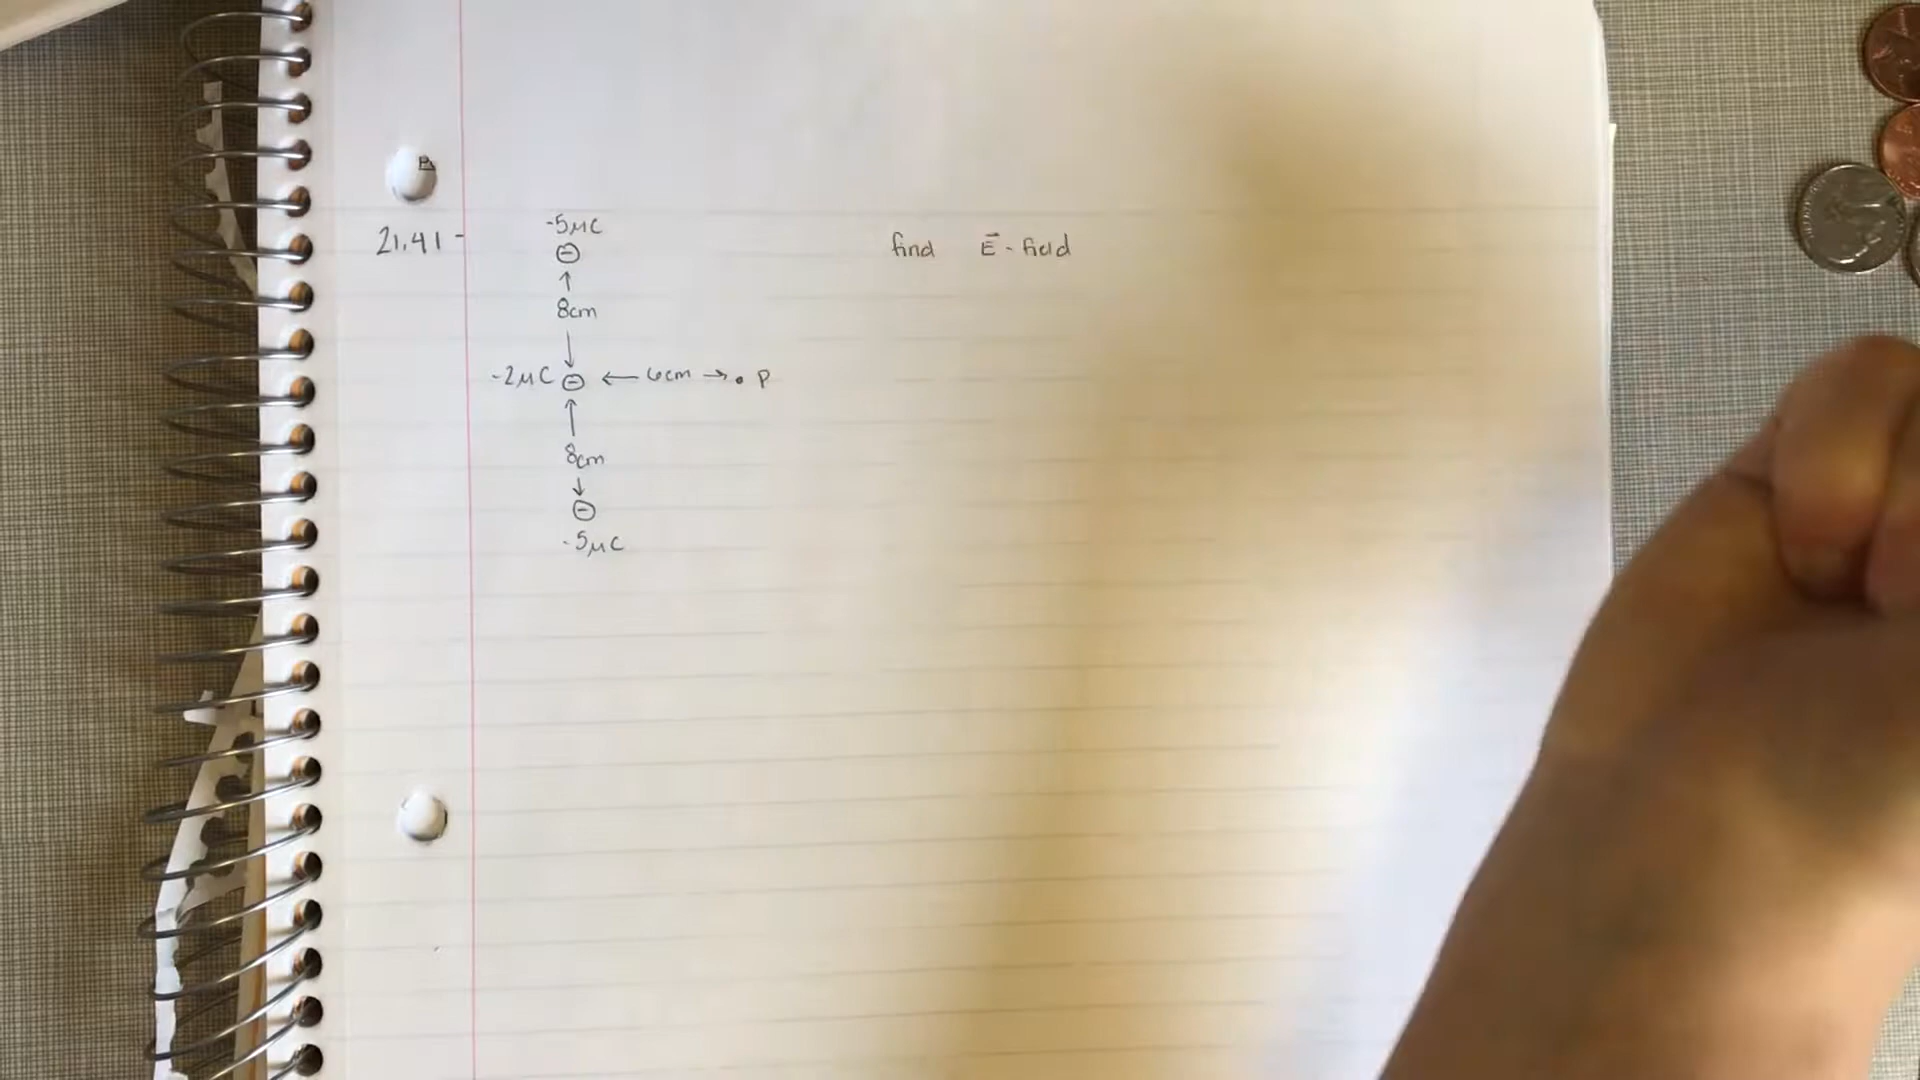 21.41 -
-5μC
find E⃗ - field
⊖
↑
8cm
↓
-2μC ⊖ ← 6cm → • P
↑
8cm
↓
⊖
-5μC